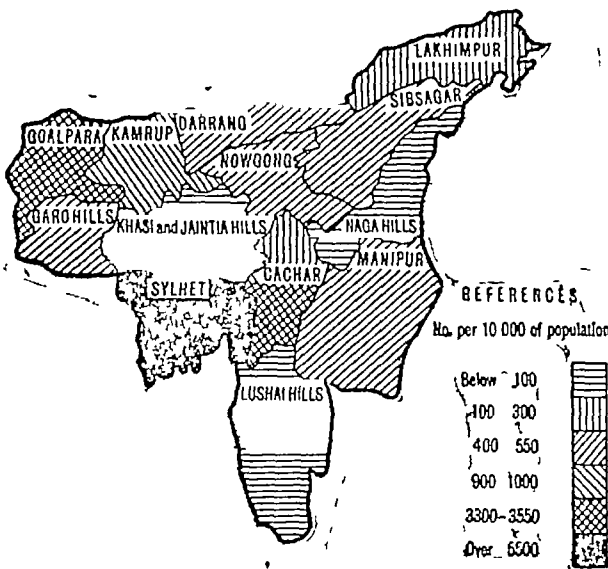 LAKHIMPUR
SIBSAGAR
GOALPARA
KAMRUP
DARRANG
NOWGONG
GARO HILLS
KHASI and JAINTIA HILLS
NAGA HILLS
CACHAR
MANIPUR
SYLHET
LUSHAI HILLS
REFERENCES
No. per 10 000 of population
Below 100
100 300
400 550
900 1000
3300-3550
Over 5500